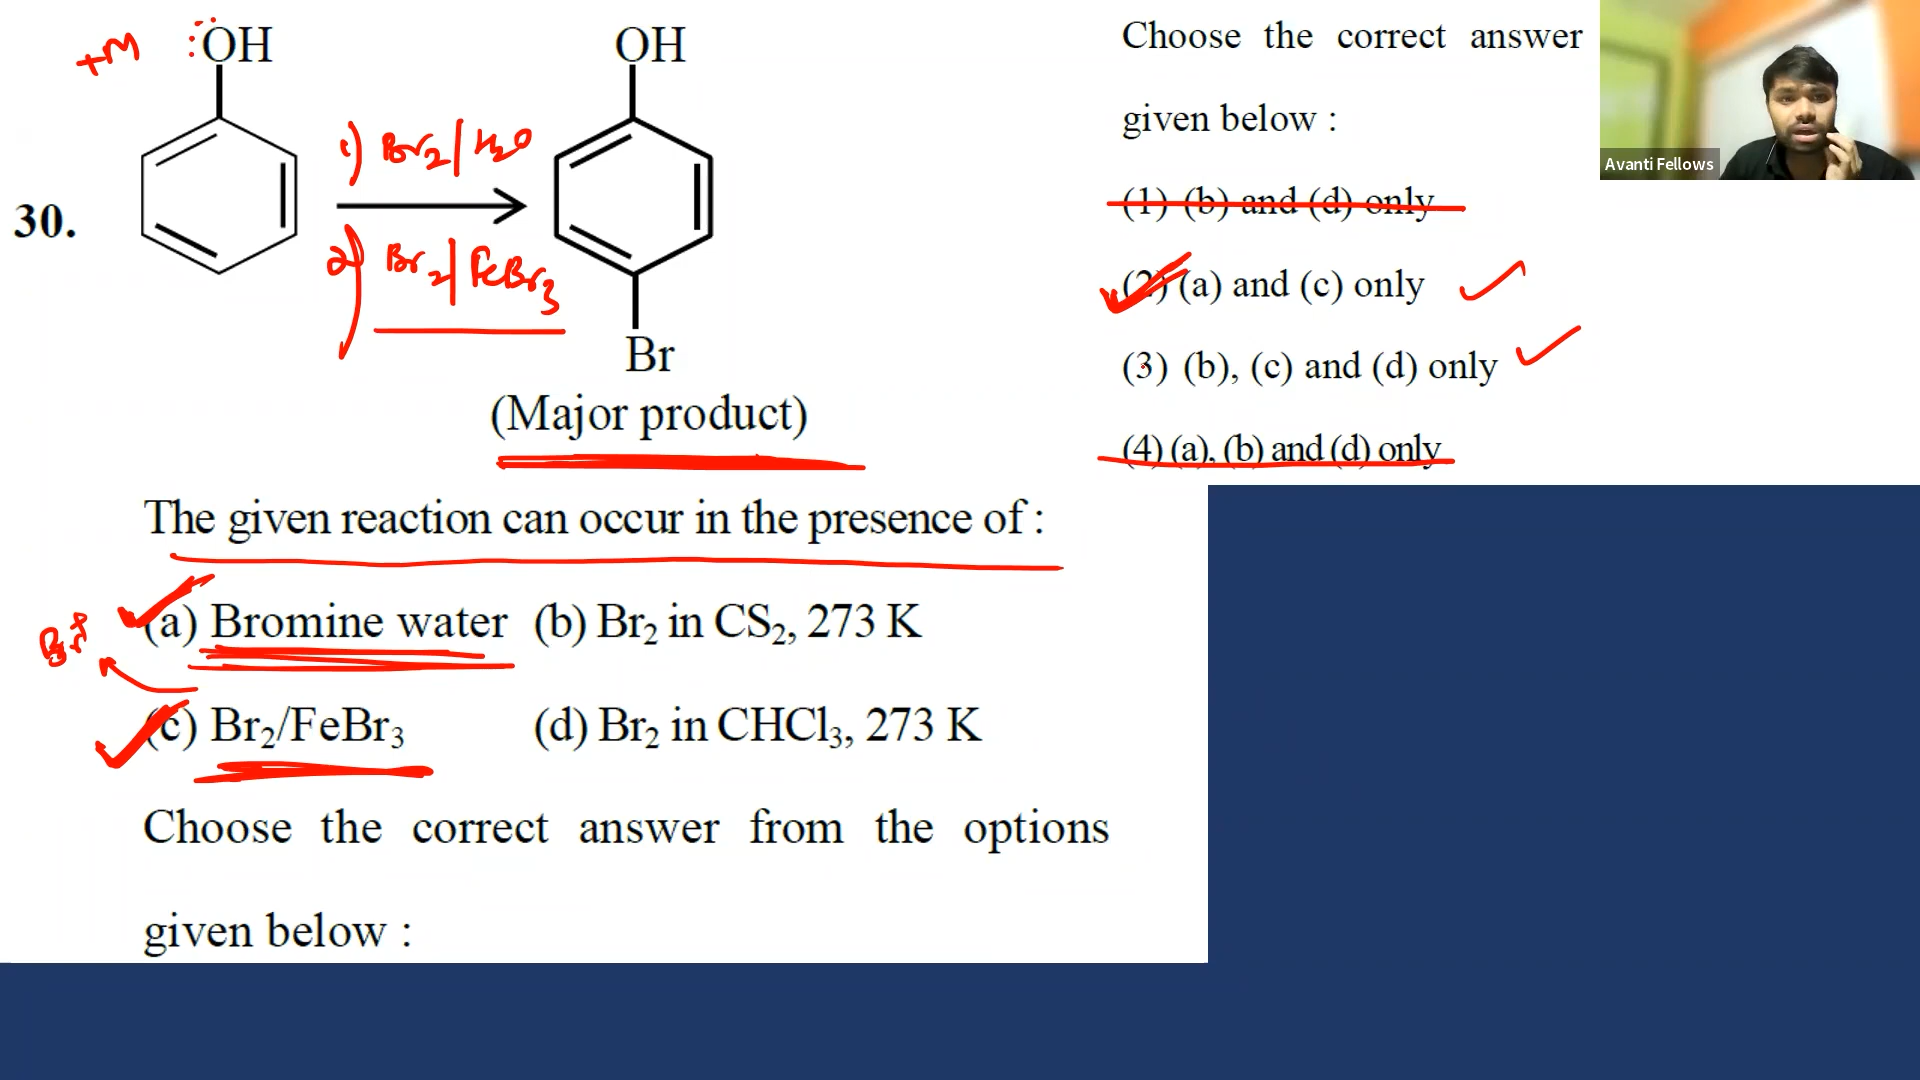 +M
:ÖH
OH
30.
1) Br2/H2O
2) Br2/FeBr3
Br
(Major product)
The given reaction can occur in the presence of :
(a) Bromine water (b) Br₂ in CS₂, 273 K
Br+
(c) Br₂/FeBr₃ (d) Br₂ in CHCl₃, 273 K
Choose the correct answer from the options
given below :
Choose the correct answer
given below :
(1) (b) and (d) only
(2) (a) and (c) only
(3) (b), (c) and (d) only
(4) (a), (b) and (d) only
Avanti Fellows